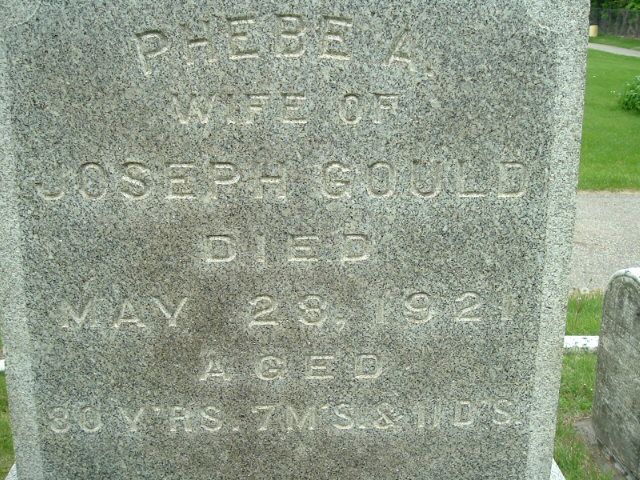 PHEBE A.
WIFE OF
JOSEPH GOULD
DIED
MAY 28, 1921
AGED
80 Y'RS. 7 M'S. & 11 D'S.